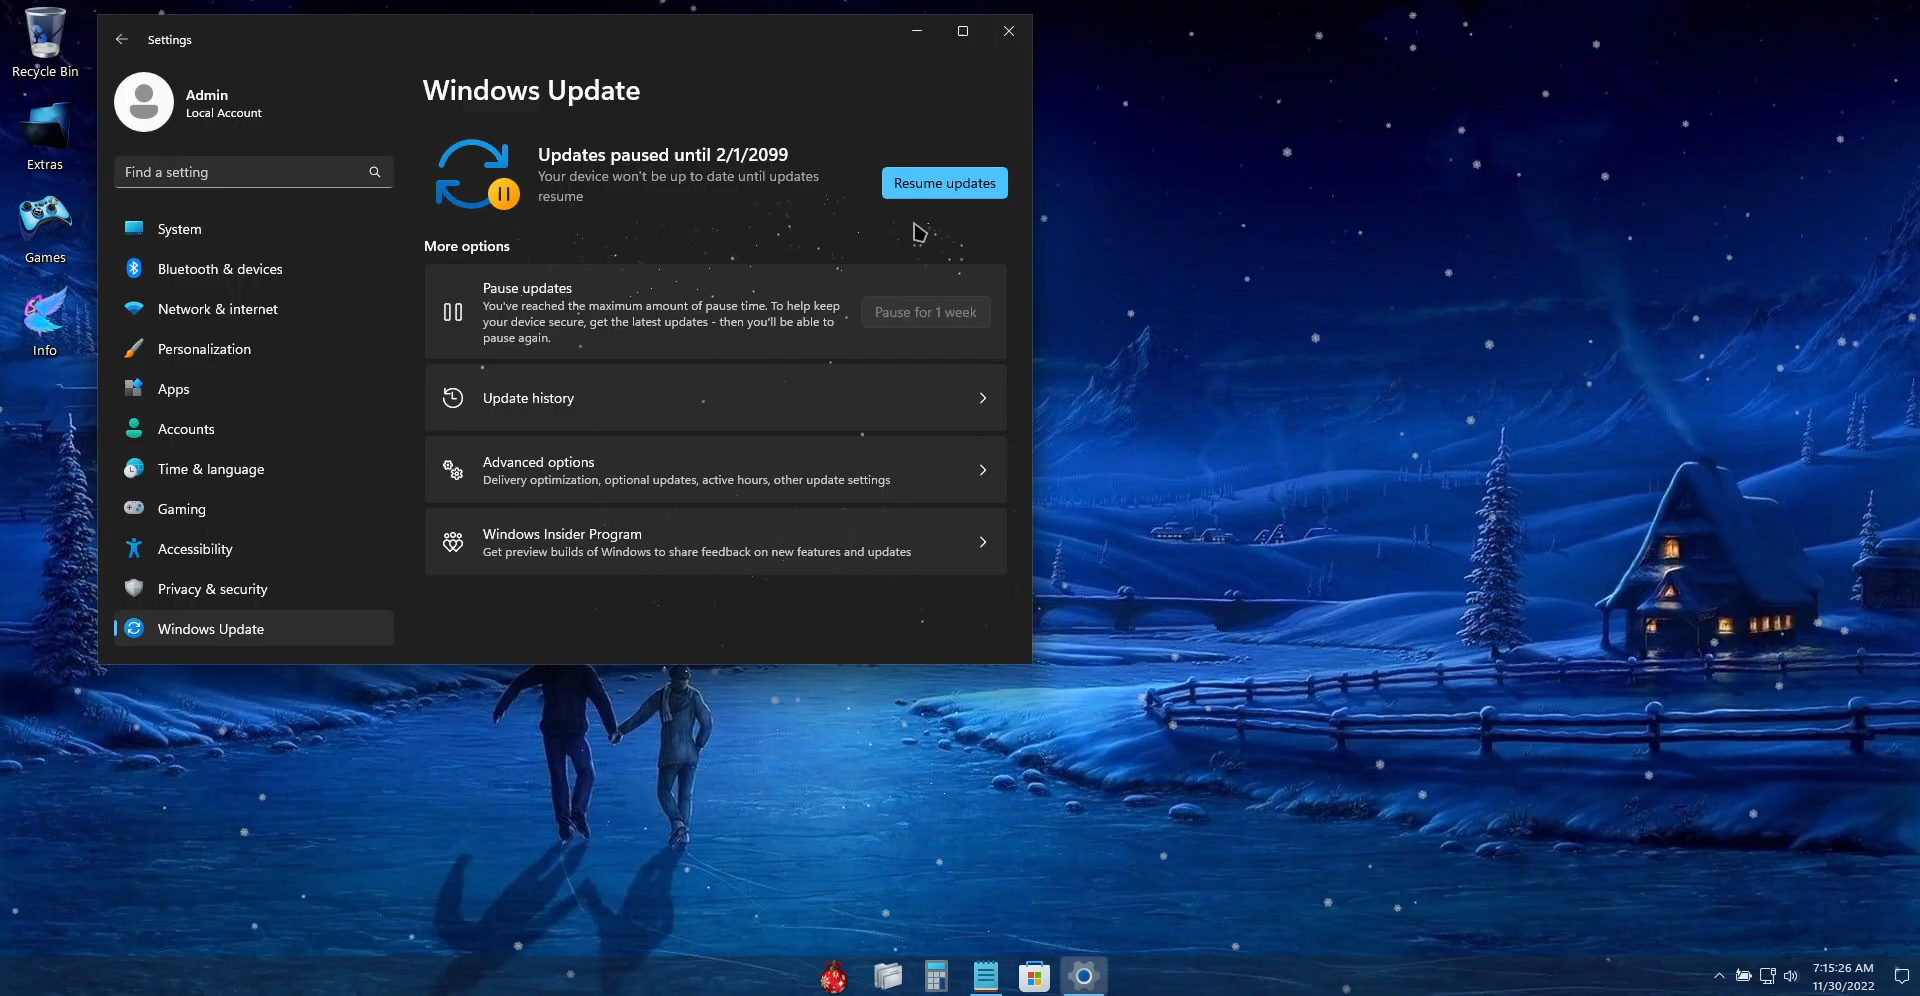 Recycle Bin
Extras
Games
Info
Settings
Admin
Local Account
Find a setting
System
Bluetooth & devices
Network & internet
Personalization
Apps
Accounts
Time & language
Gaming
Accessibility
Privacy & security
Windows Update
Windows Update
Updates paused until 2/1/2099
Your device won't be up to date until updates
resume
Resume updates
More options
Pause updates
You've reached the maximum amount of pause time. To help keep
your device secure, get the latest updates - then you'll be able to
pause again.
Pause for 1 week
Update history
Advanced options
Delivery optimization, optional updates, active hours, other update settings
Windows Insider Program
Get preview builds of Windows to share feedback on new features and updates
7:15:26 AM
11/30/2022